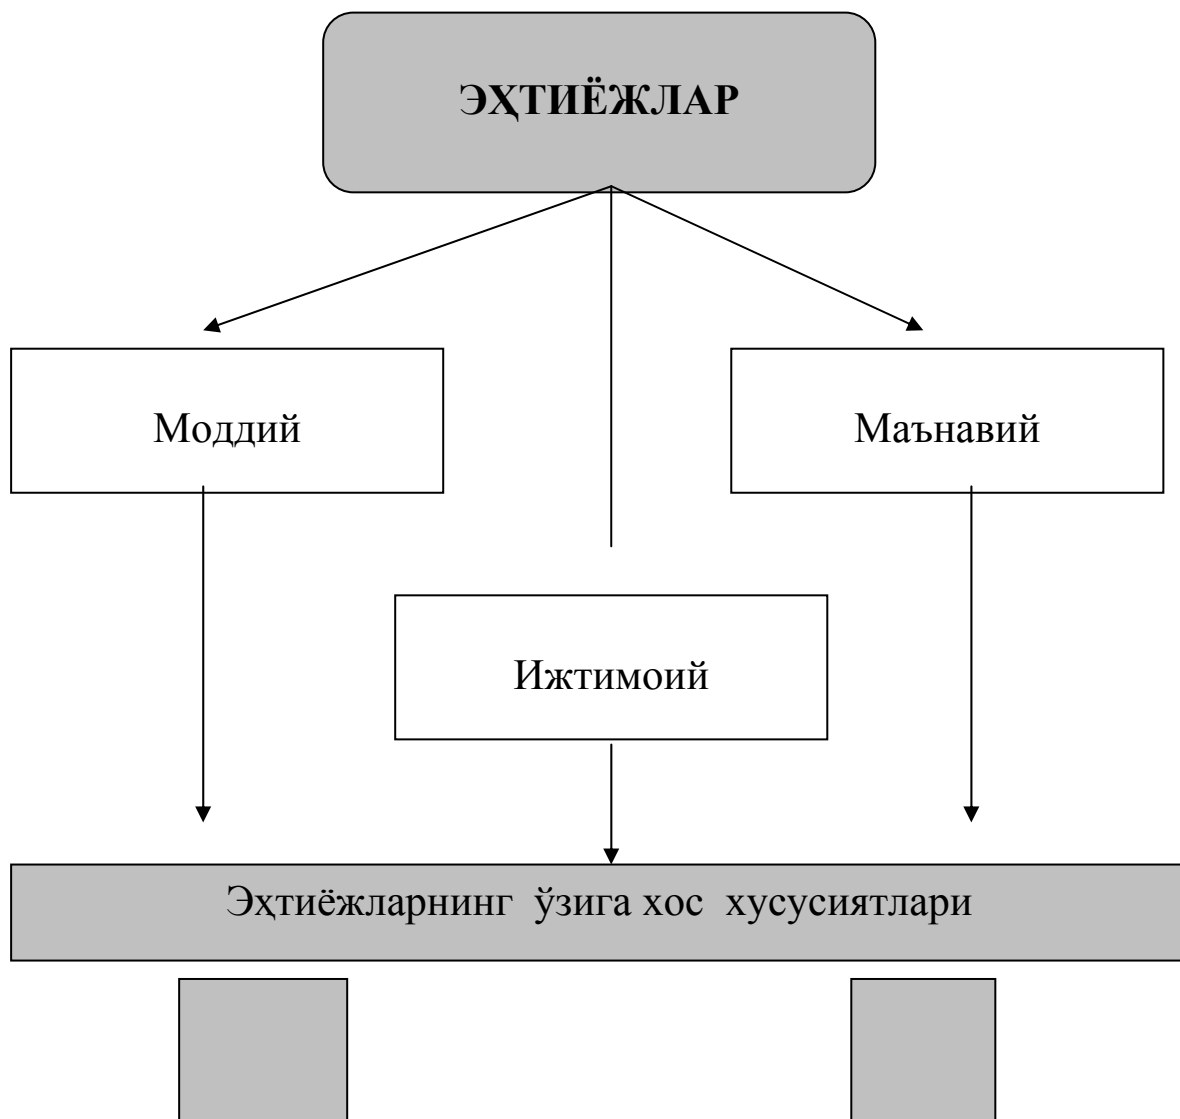 ЭҲТИЁЖЛАР
Моддий
Маънавий
Ижтимоий
Эҳтиёжларнинг ўзига хос хусусиятлари